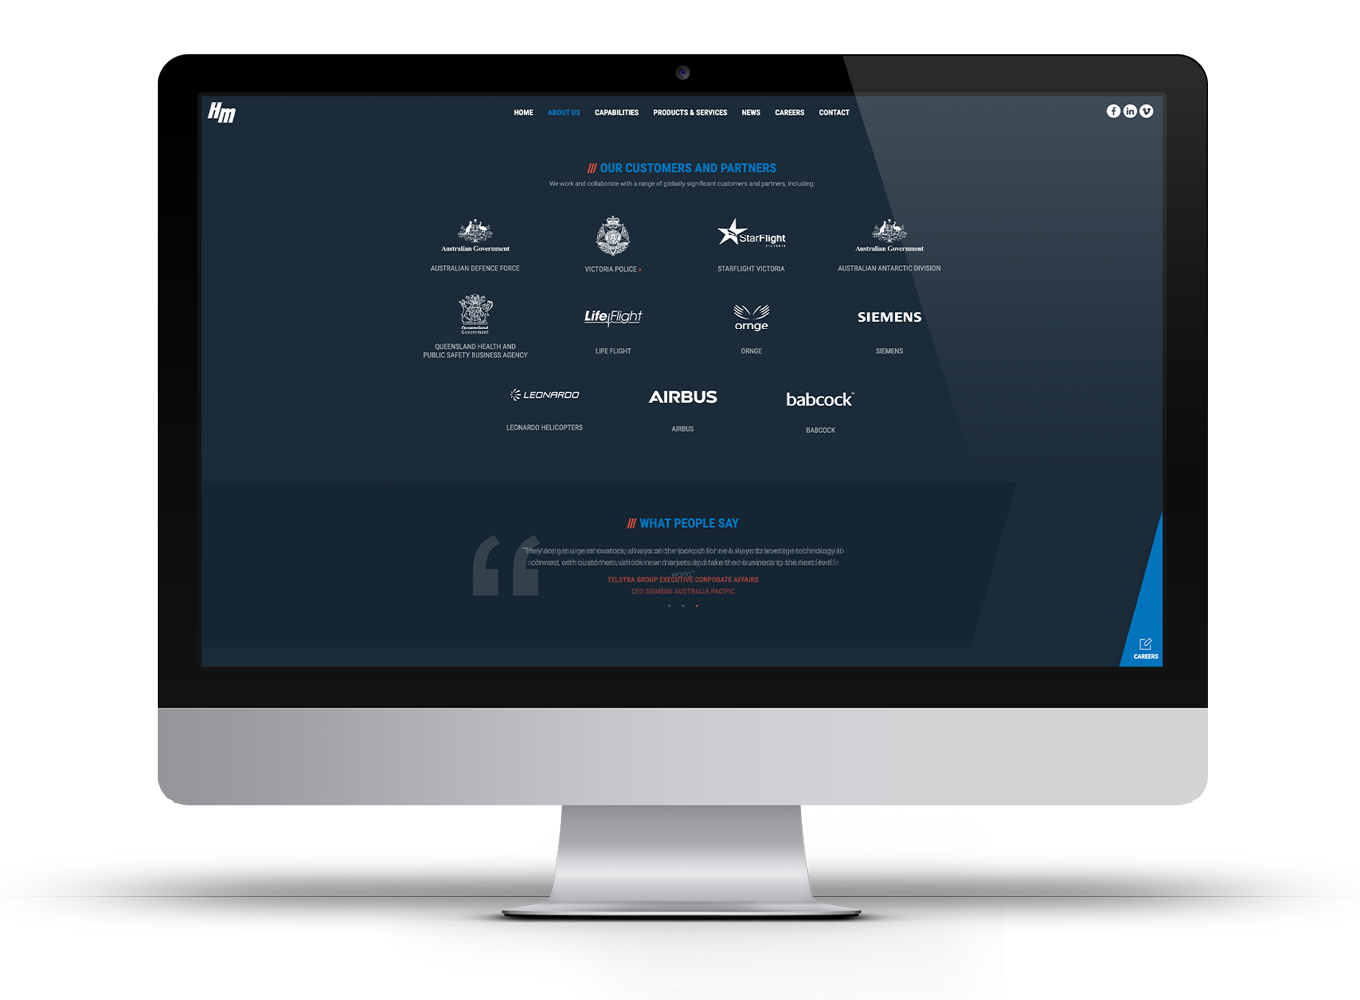 Hm
HOME ABOUT US CAPABILITIES PRODUCTS & SERVICES NEWS CAREERS CONTACT
/// OUR CUSTOMERS AND PARTNERS
We work and collaborate with a range of globally significant customers and partners, including:
Australian Government
AUSTRALIAN DEFENCE FORCE
VICTORIA POLICE >
StarFlight
VICTORIA
STARFLIGHT VICTORIA
Australian Government
AUSTRALIAN ANTARCTIC DIVISION
Queensland
Government
QUEENSLAND HEALTH AND
PUBLIC SAFETY BUSINESS AGENCY
LifeFlight
LIFE FLIGHT
ornge
ORNGE
SIEMENS
SIEMENS
LEONARDO
LEONARDO HELICOPTERS
AIRBUS
AIRBUS
babcock
BABCOCK
/// WHAT PEOPLE SAY
world."
TELSTRA GROUP EXECUTIVE CORPORATE AFFAIRS
CEO SIEMENS AUSTRALIA PACIFIC
CAREERS